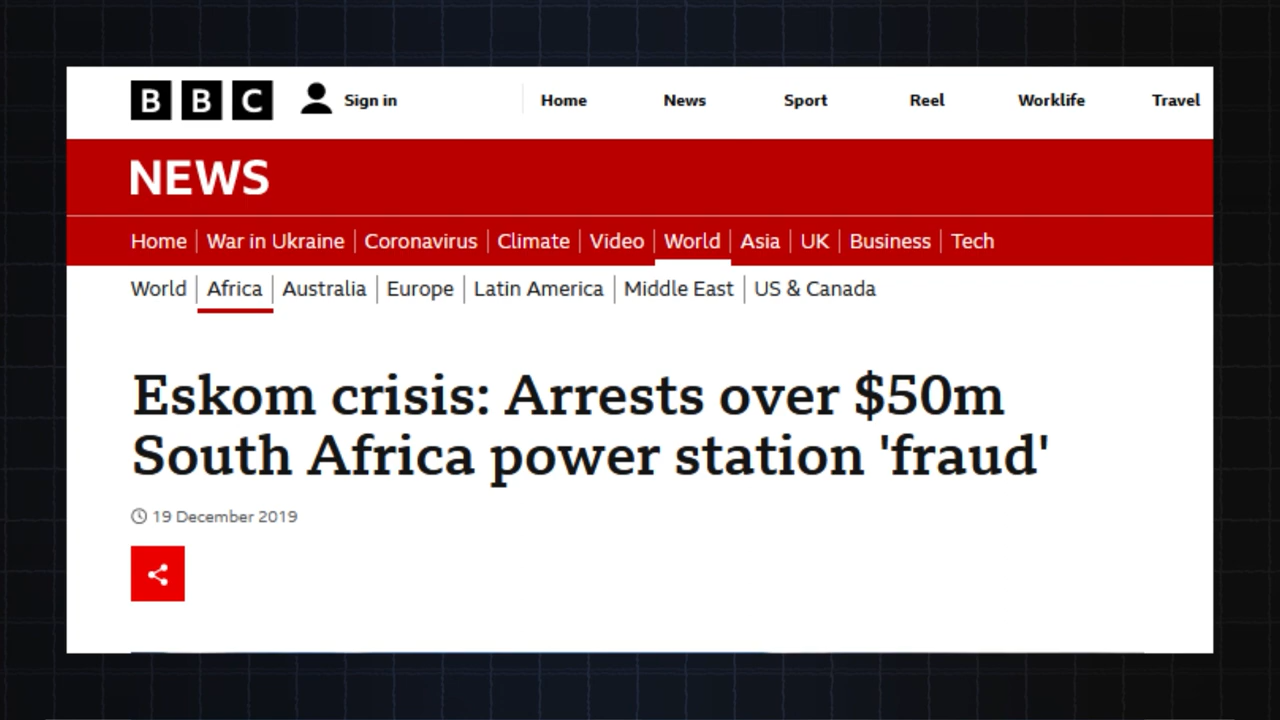 BBC Sign in Home News Sport Reel Worklife Travel
NEWS
Home War in Ukraine Coronavirus Climate Video World Asia UK Business Tech
World Africa Australia Europe Latin America Middle East US & Canada
Eskom crisis: Arrests over $50m
South Africa power station 'fraud'
19 December 2019